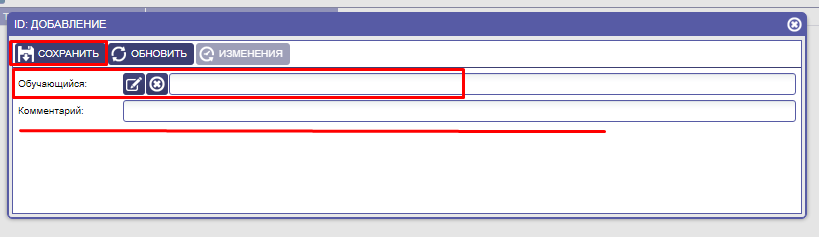 ID: ДОБАВЛЕНИЕ
СОХРАНИТЬ ОБНОВИТЬ ИЗМЕНЕНИЯ
Обучающийся:
Комментарий: